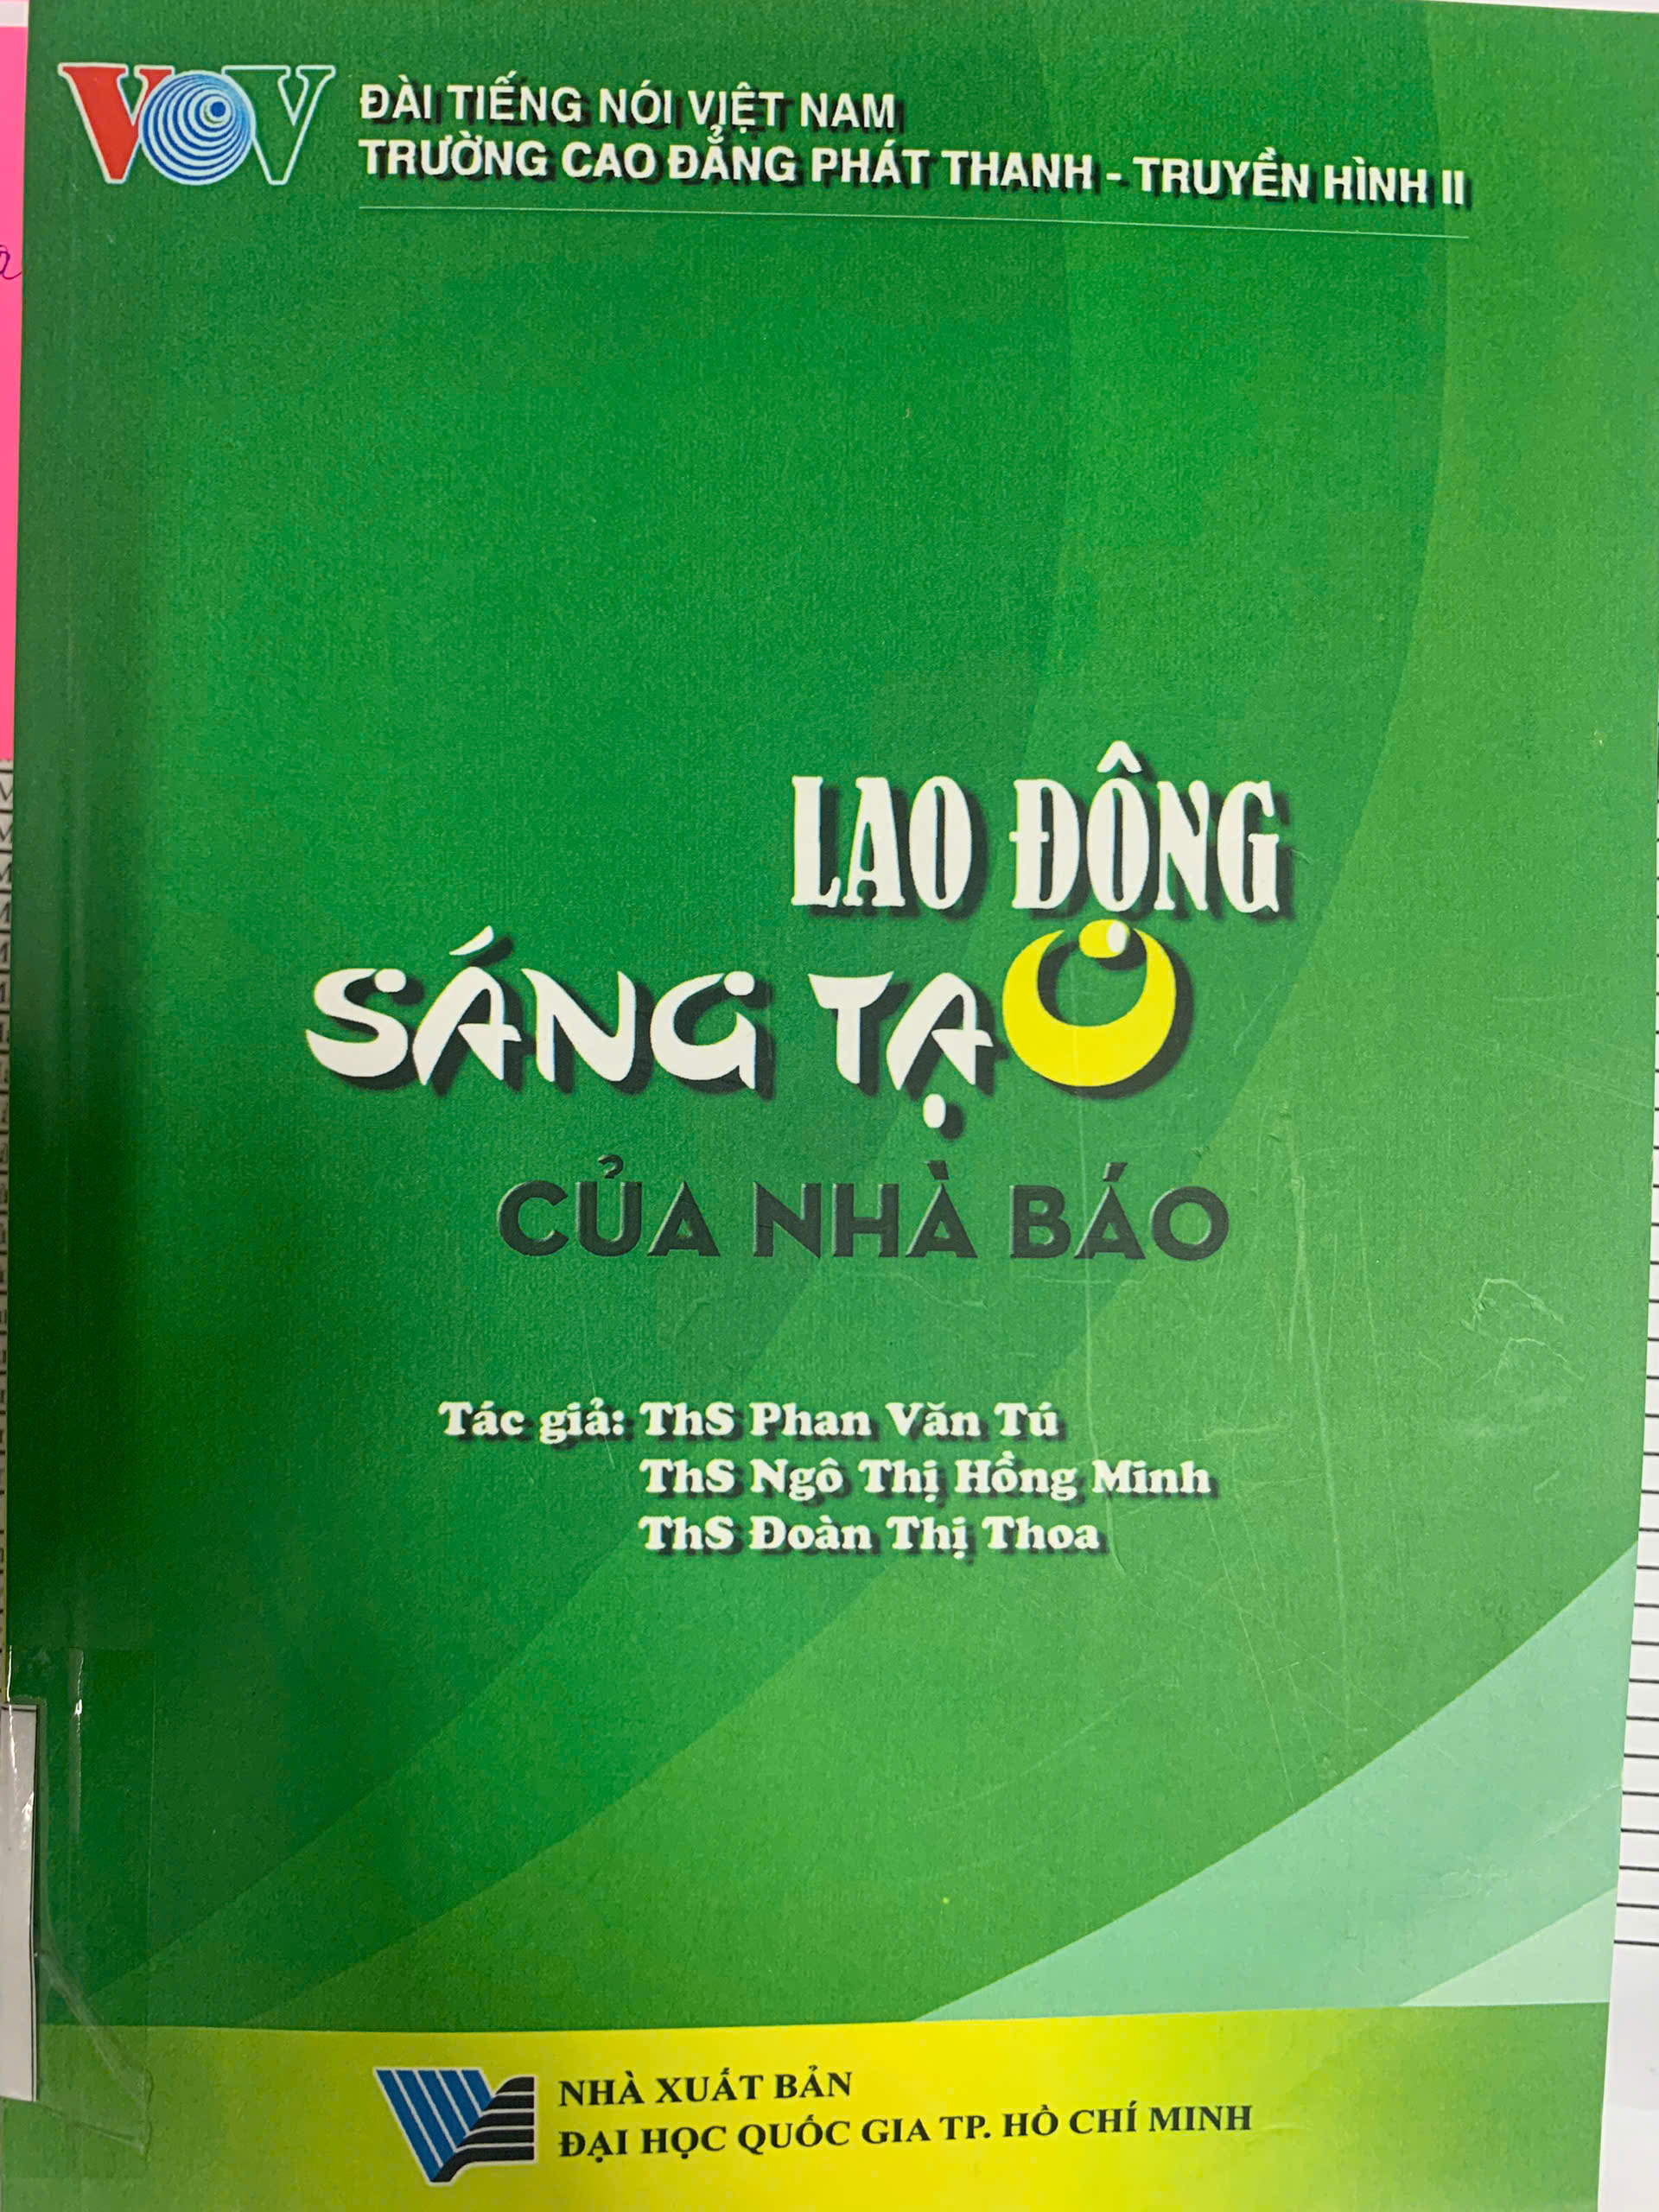 VOV
ĐÀI TIẾNG NÓI VIỆT NAM
TRƯỜNG CAO ĐẲNG PHÁT THANH - TRUYỀN HÌNH II
LAO ĐỘNG
SÁNG TẠO
CỦA NHÀ BÁO
Tác giả: ThS Phan Văn Tú
ThS Ngô Thị Hồng Minh
ThS Đoàn Thị Thoa
NHÀ XUẤT BẢN
ĐẠI HỌC QUỐC GIA TP. HỒ CHÍ MINH